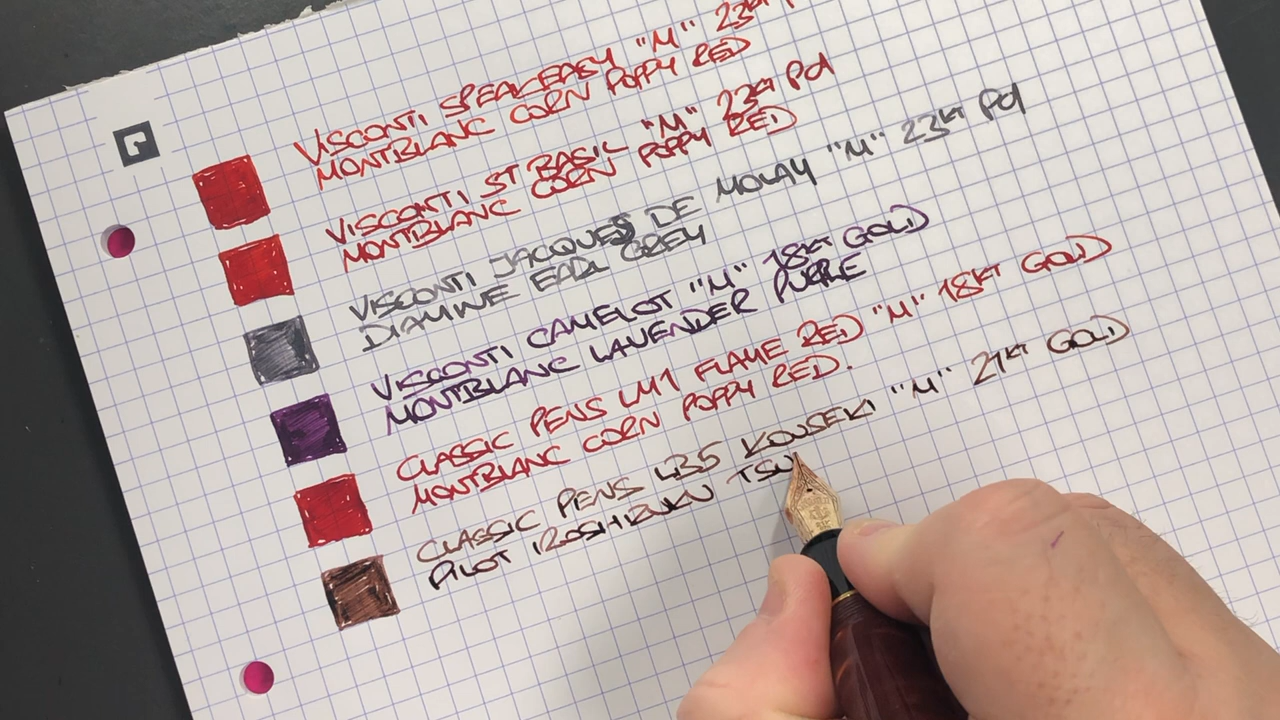 VISCONTI SPEAKEASY "M" 23KT
MONTBLANC CORN POPPY RED
VISCONTI ST BASIL "M" 23KT Pd
MONTBLANC CORN POPPY RED
VISCONTI JACQUES DE MOLAY "M" 23KT Pd
DIAMINE EARL GREY
VISCONTI CAMELOT "M" 18KT GOLD
MONTBLANC LAVENDER PURPLE
CLASSIC PENS LM1 FLAME RED "M" 18KT GOLD
MONTBLANC CORN POPPY RED.
CLASSIC PENS LB5 KOUSEKI "M" 21KT GOLD
PILOT IROSHIZUKU TSU